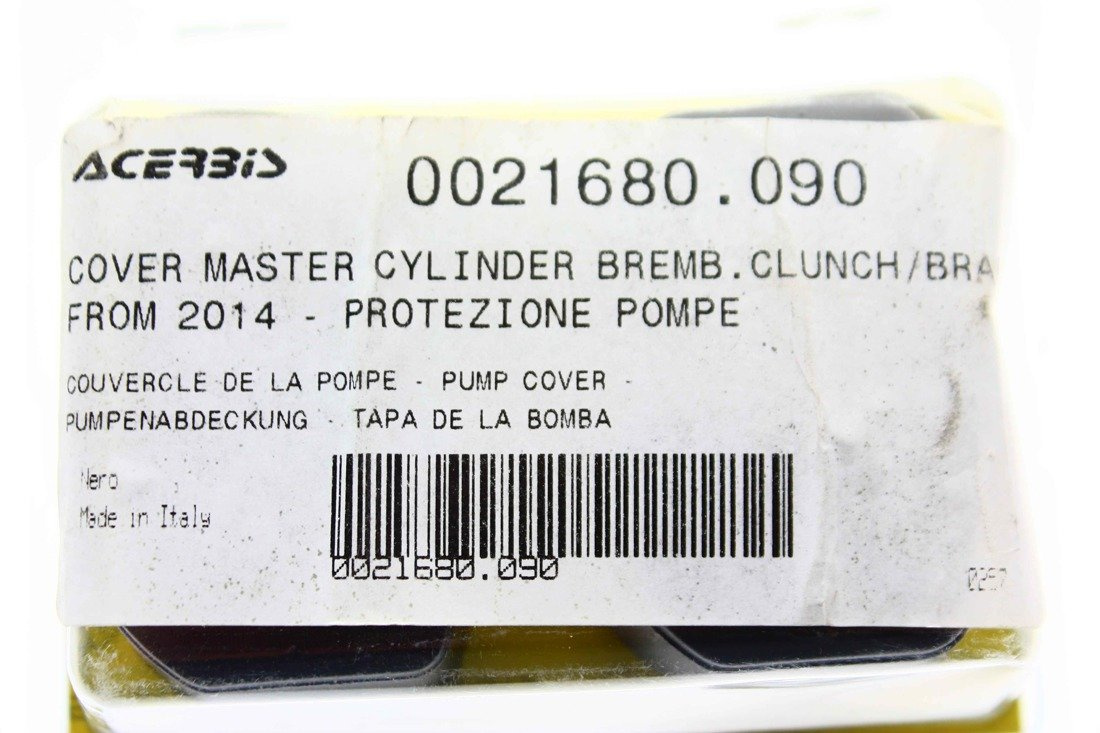 ACERBIS
0021680.090
COVER MASTER CYLINDER BREMB.CLUNCH/BRA
FROM 2014 - PROTEZIONE POMPE
COUVERCLE DE LA POMPE - PUMP COVER -
PUMPENABDECKUNG - TAPA DE LA BOMBA
Nero
Made in Italy
0021680.090